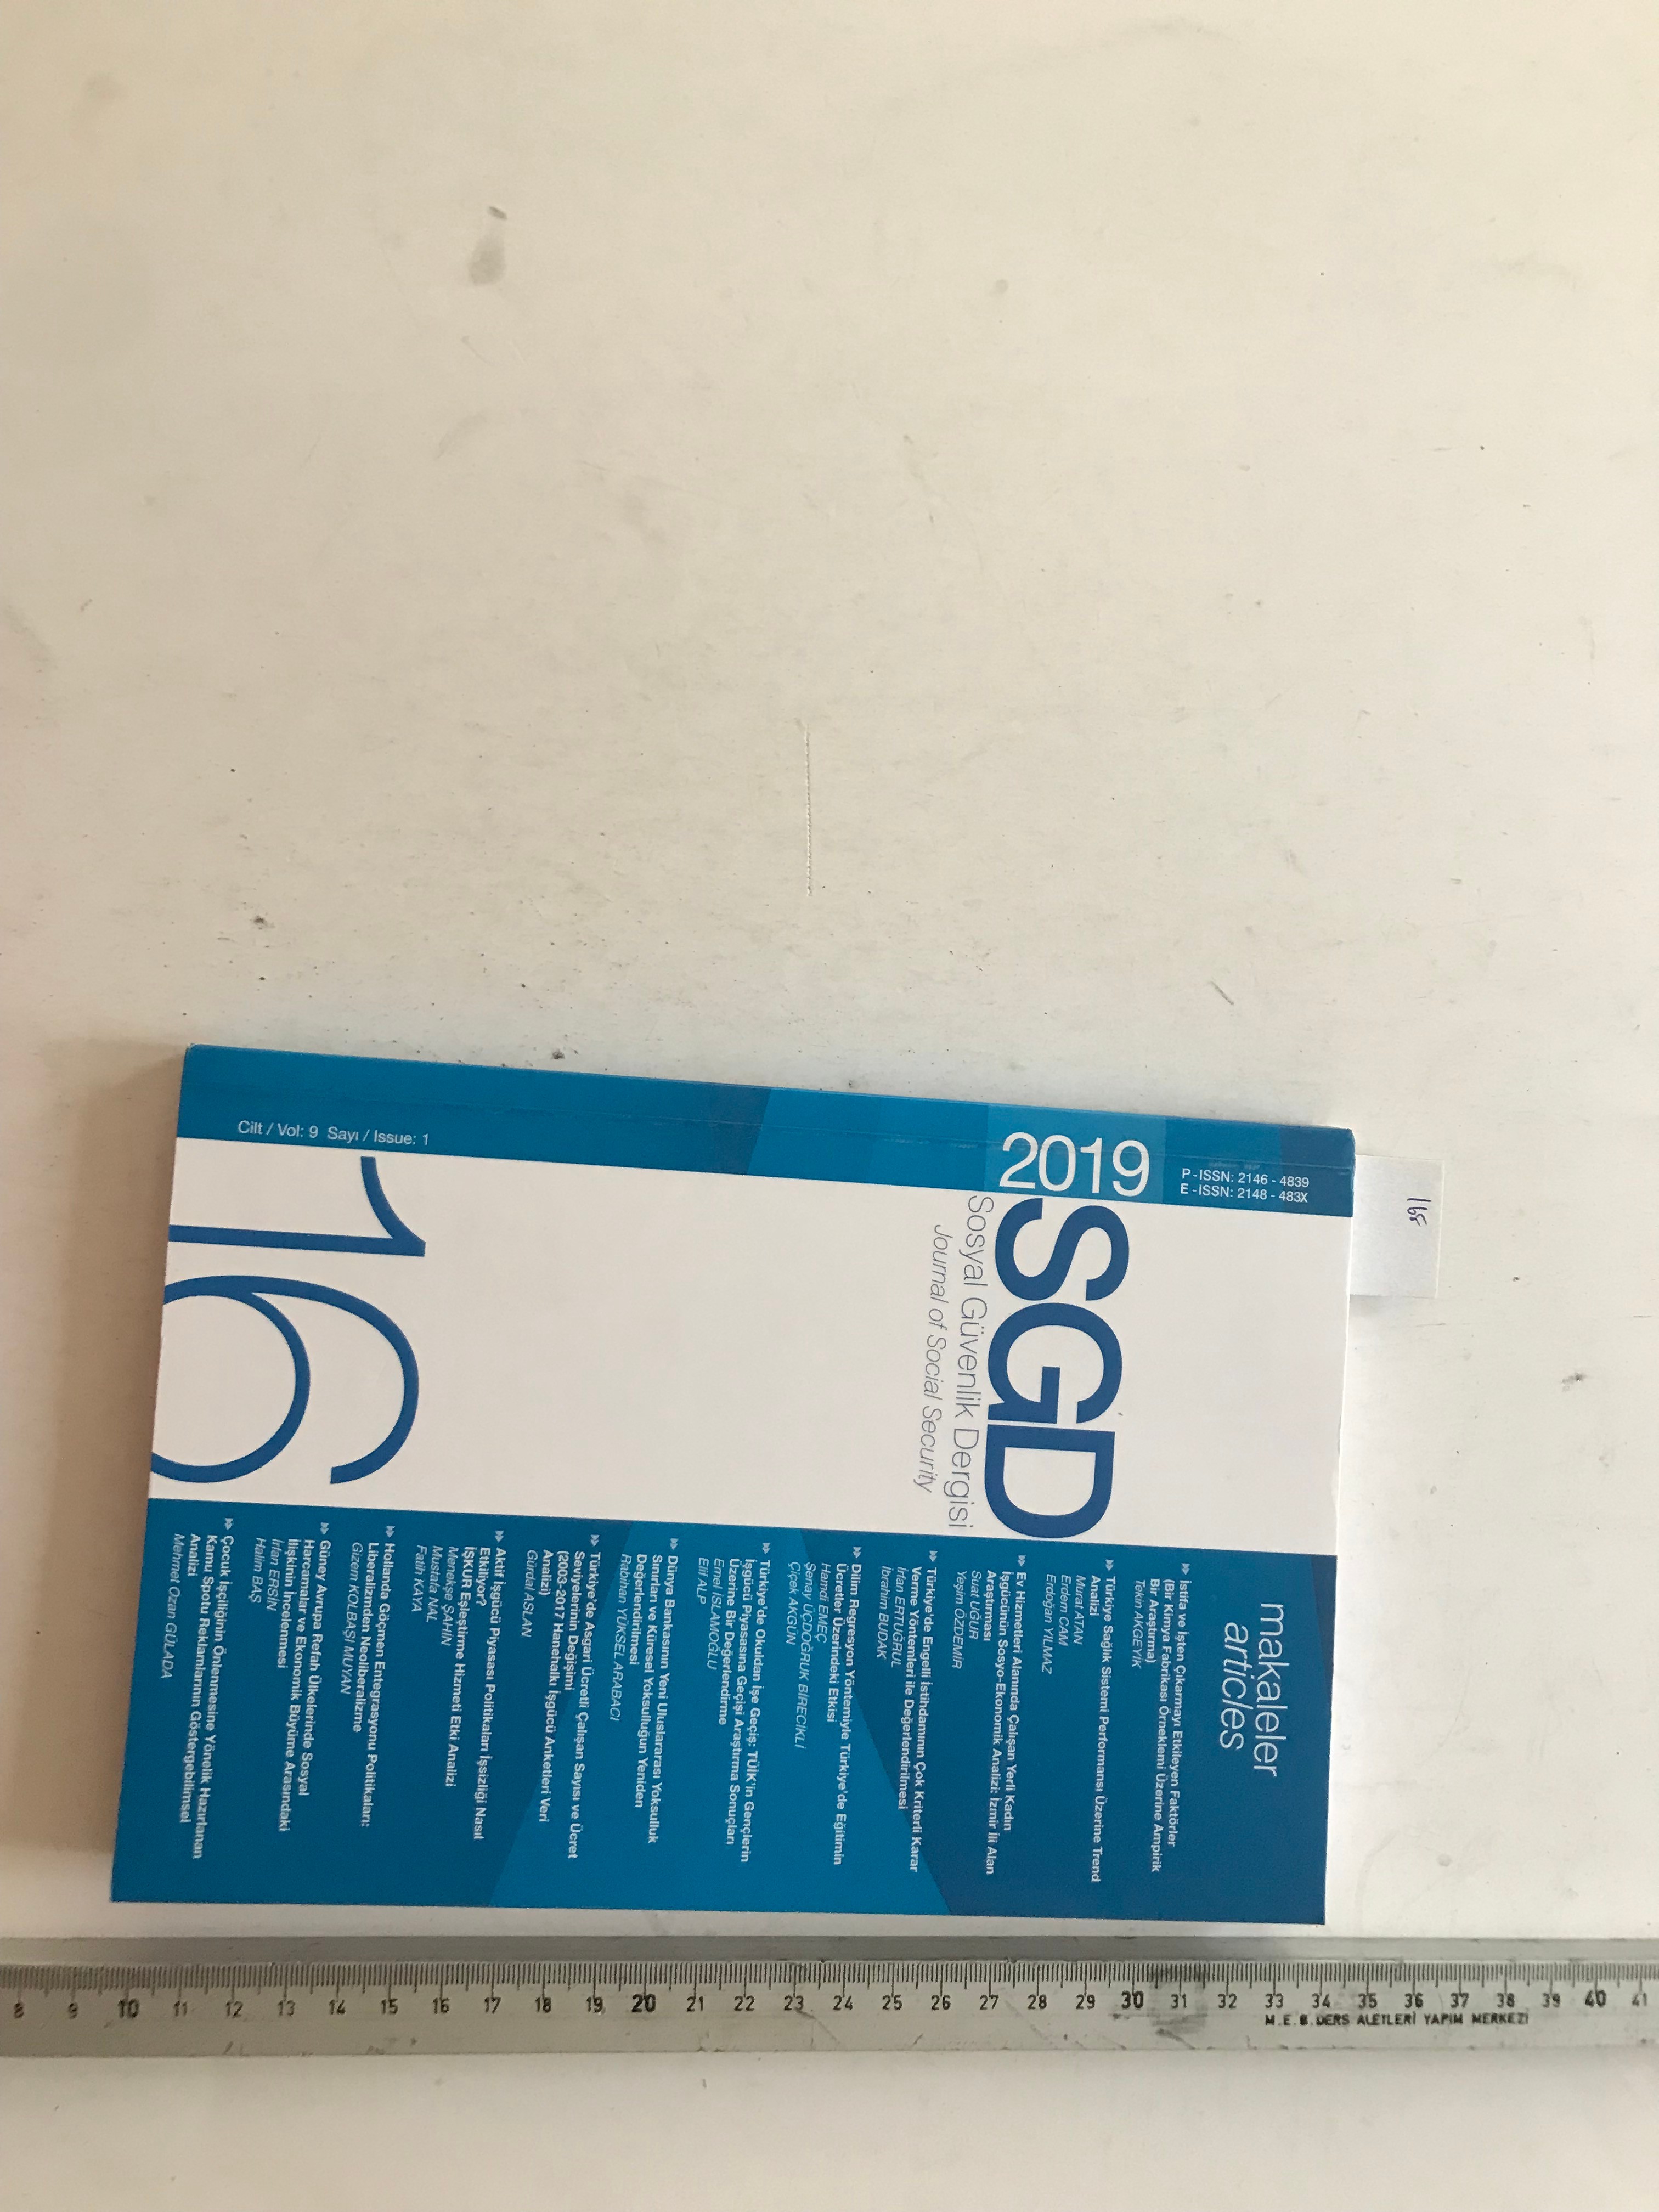 2019
P-ISSN: 2146 - 4839
E-ISSN: 2148 - 483X
Cilt / Vol: 9 Sayı / Issue: 1
SGD
Sosyal Güvenlik Dergisi
Journal of Social Security
16
makaleler
articles
» İstifa ve İşten Çıkarmayı Etkileyen Faktörler
(Bir Kimya Fabrikası Örneklemi Üzerine Ampirik
Bir Araştırma)
Tekin AKGEYİK
» Türkiye Sağlık Sistemi Performansı Üzerine Trend
Analizi
Murat ATAN
Erdem CAM
Erdoğan YILMAZ
» Ev Hizmetleri Alanında Çalışan Yerli Kadın
İşgücünün Sosyo-Ekonomik Analizi: İzmir İli Alan
Araştırması
Suat UĞUR
Yeşim ÖZDEMİR
» Türkiye'de Engelli İstihdamının Çok Kriterli Karar
Verme Yöntemleri ile Değerlendirilmesi
İrfan ERTUĞRUL
İbrahim BUDAK
» Dilim Regresyon Yöntemiyle Türkiye'de Eğitimin
Ücretler Üzerindeki Etkisi
Hamdi EMEÇ
Şenay ÜÇDOĞRUK BİRECİKLİ
Çiçek AKGÜN
» Türkiye'de Okuldan İşe Geçiş: TÜİK'in Gençlerin
İşgücü Piyasasına Geçişi Araştırma Sonuçları
Üzerine Bir Değerlendirme
Emel İSLAMOĞLU
Elif ALP
» Dünya Bankasının Yeni Uluslararası Yoksulluk
Sınırları ve Küresel Yoksulluğun Yeniden
Değerlendirilmesi
Rabihan YÜKSEL ARABACI
» Türkiye'de Asgari Ücretli Çalışan Sayısı ve Ücret
Seviyelerinin Değişimi
(2003-2017 Hanehalkı İşgücü Anketleri Veri
Analizi)
Gürdal ASLAN
» Aktif İşgücü Piyasası Politikaları İşsizliği Nasıl
Etkiliyor?
İŞKUR Eşleştirme Hizmeti Etki Analizi
Menekşe ŞAHİN
Mustafa NAL
Fatih KAYA
» Hollanda Göçmen Entegrasyonu Politikaları:
Liberalizmden Neoliberalizme
Gizem KOLBAŞI MUYAN
» Güney Avrupa Refah Ülkelerinde Sosyal
Harcamalar ve Ekonomik Büyüme Arasındaki
İlişkinin İncelenmesi
İrfan ERSİN
Halim BAŞ
» Çocuk İşçiliğinin Önlenmesine Yönelik Hazırlanan
Kamu Spotu Reklamlarının Göstergebilimsel
Analizi
Mehmet Ozan GÜLADA
8 9 10 11 12 13 14 15 16 17 18 19 20 21 22 23 24 25 26 27 28 29 30 31 32 33 34 35 36 37 38 39 40 41
M.E.B. DERS ALETLERİ YAPIM MERKEZİ